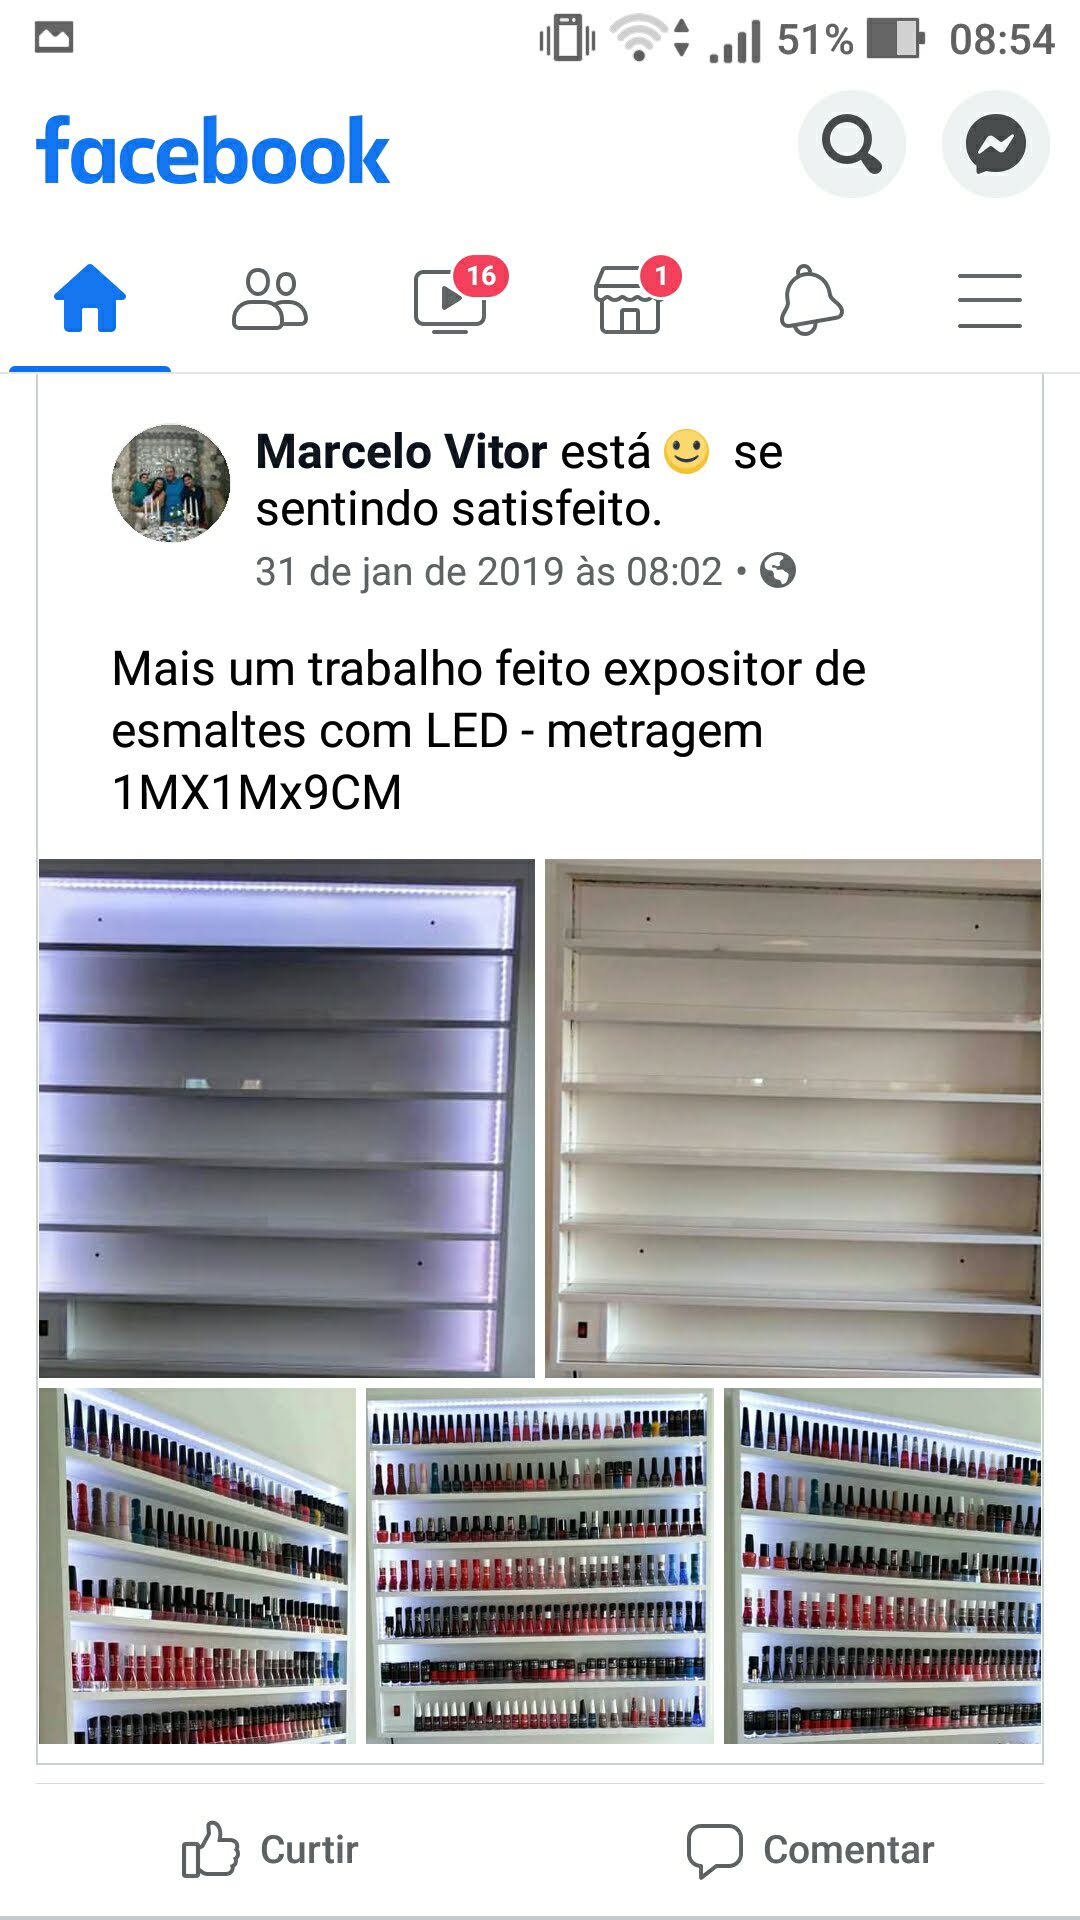 51% 08:54
facebook
16
1
Marcelo Vitor está se
sentindo satisfeito.
31 de jan de 2019 às 08:02 •
Mais um trabalho feito expositor de
esmaltes com LED - metragem
1MX1Mx9CM
Curtir
Comentar